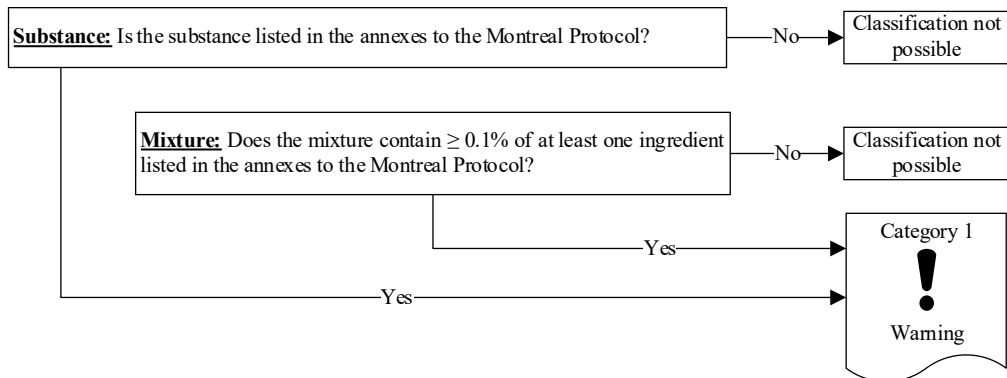 Substance: Is the substance listed in the annexes to the Montreal Protocol?
No
Classification not
possible
Mixture: Does the mixture contain ≥ 0.1% of at least one ingredient
listed in the annexes to the Montreal Protocol?
No
Classification not
possible
Yes
Yes
Category 1
Warning